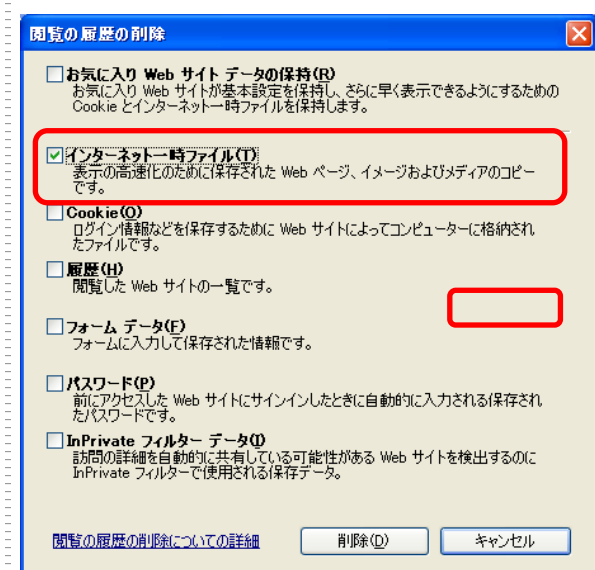 閲覧の履歴の削除
お気に入り Web サイト データの保持(R)
お気に入り Web サイトが基本設定を保持し、さらに早く表示できるようにするための
Cookie とインターネット一時ファイルを保持します。
インターネット一時ファイル(T)
表示の高速化のために保存された Web ページ、イメージおよびメディアのコピー
です。
Cookie(O)
ログイン情報などを保存するために Web サイトによってコンピューターに格納され
たファイルです。
履歴(H)
閲覧した Web サイトの一覧です。
フォーム データ(F)
フォームに入力して保存された情報です。
パスワード(P)
前にアクセスした Web サイトにサインインしたときに自動的に入力される保存され
たパスワードです。
InPrivate フィルター データ(I)
訪問の詳細を自動的に共有している可能性がある Web サイトを検出するのに
InPrivate フィルターで使用される保存データ。
閲覧の履歴の削除についての詳細 削除(D) キャンセル